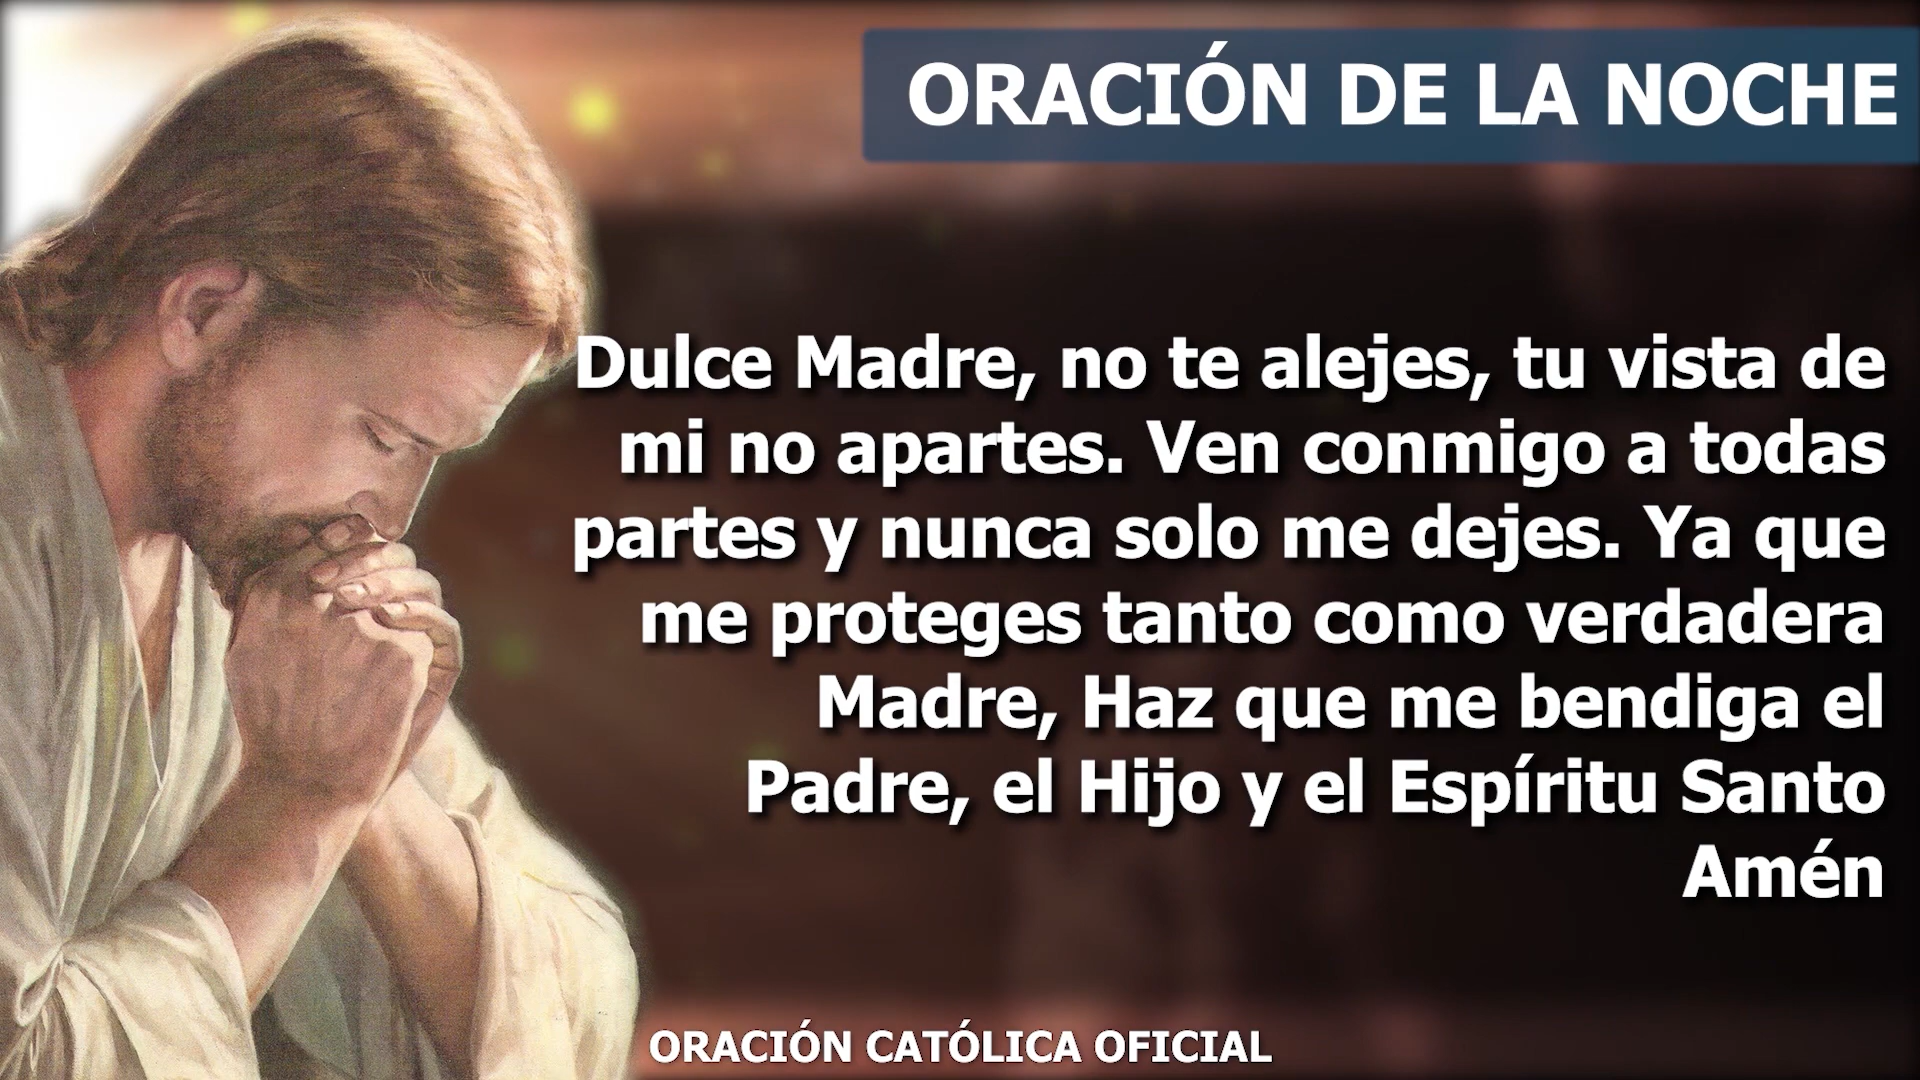 ORACIÓN DE LA NOCHE
Dulce Madre, no te alejes, tu vista de
mi no apartes. Ven conmigo a todas
partes y nunca solo me dejes. Ya que
me proteges tanto como verdadera
Madre, Haz que me bendiga el
Padre, el Hijo y el Espíritu Santo
Amén
ORACIÓN CATÓLICA OFICIAL